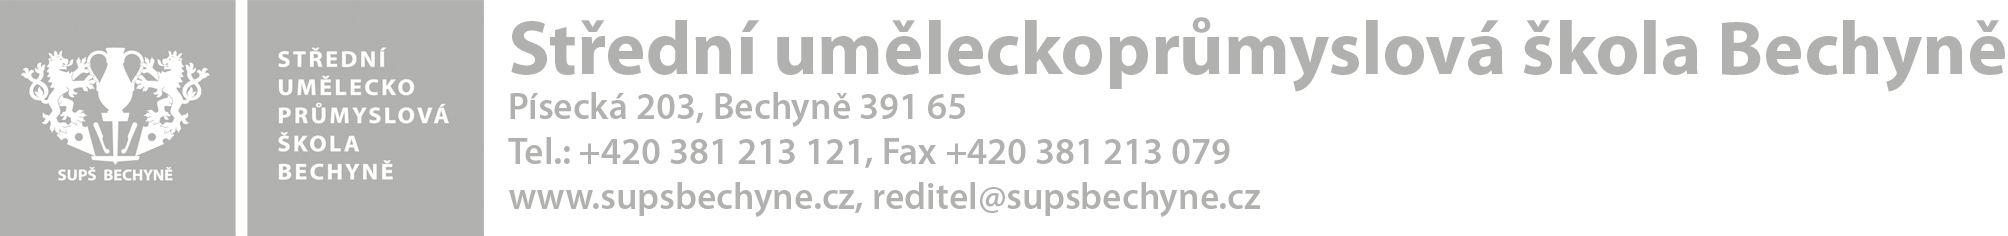 SUPŠ BECHYNĚ
STŘEDNÍ
UMĚLECKO
PRŮMYSLOVÁ
ŠKOLA
BECHYNĚ
Střední uměleckoprůmyslová škola Bechyně
Písecká 203, Bechyně 391 65
Tel.: +420 381 213 121, Fax +420 381 213 079
www.supsbechyne.cz, reditel@supsbechyne.cz